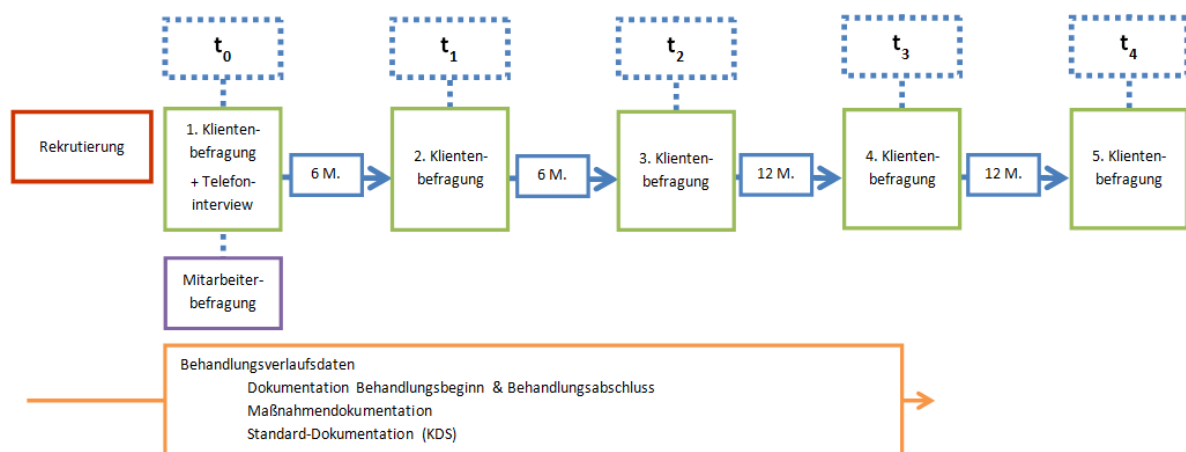 t0
t1
t2
t3
t4
Rekrutierung
1. Klienten-
befragung
+ Telefon-
interview
6 M.
2. Klienten-
befragung
6 M.
3. Klienten-
befragung
12 M.
4. Klienten-
befragung
12 M.
5. Klienten-
befragung
Mitarbeiter-
befragung
Behandlungsverlaufsdaten
Dokumentation Behandlungsbeginn & Behandlungsabschluss
Maßnahmendokumentation
Standard-Dokumentation (KDS)